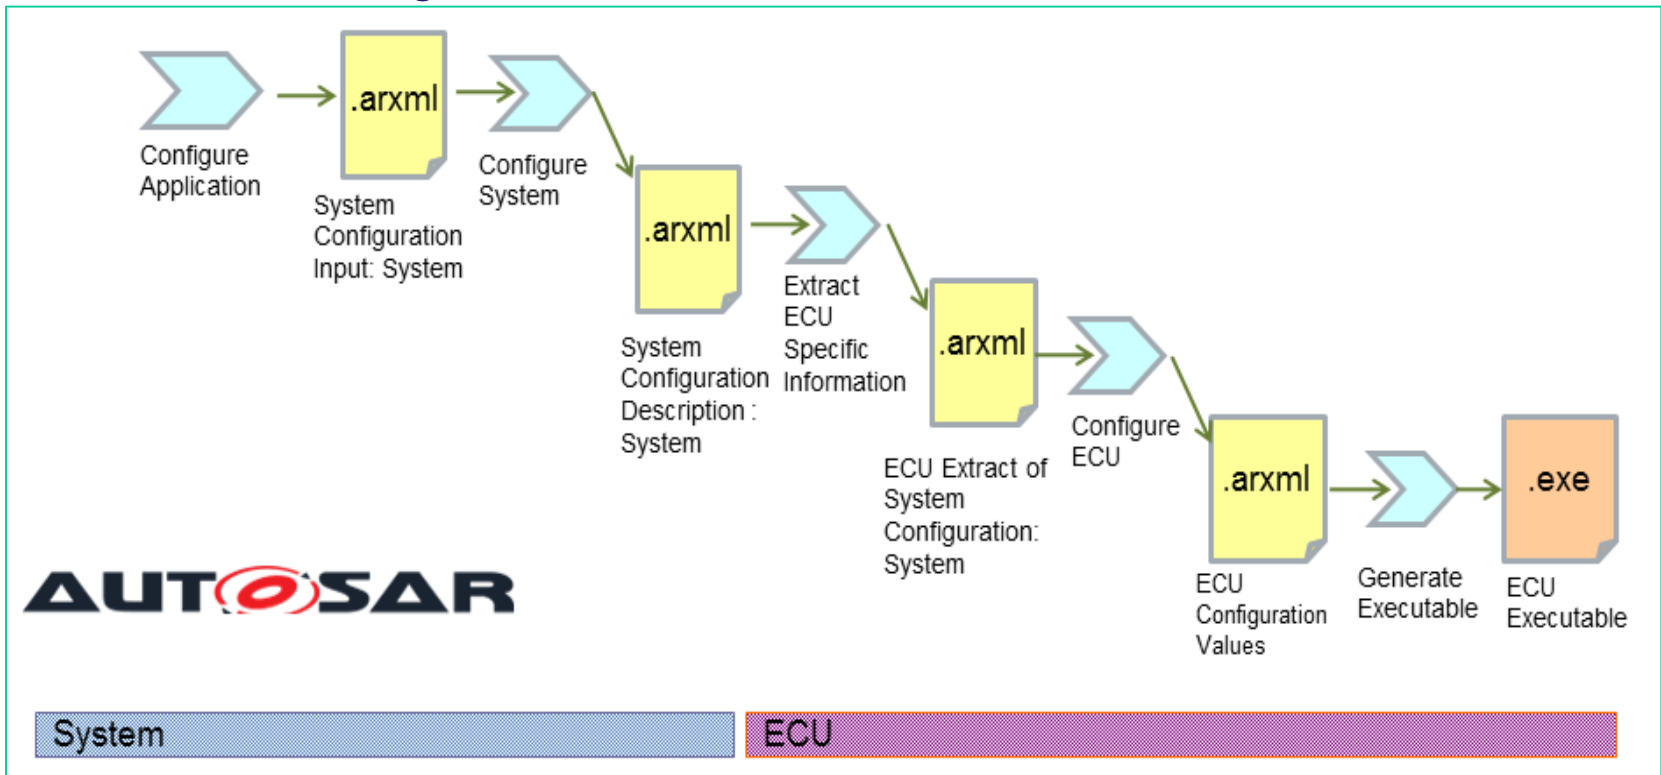 Configure
Application
.arxml
System
Configuration
Input: System
Configure
System
.arxml
System
Configuration
Description :
System
Extract
ECU
Specific
Information
.arxml
ECU Extract of
System
Configuration:
System
Configure
ECU
.arxml
ECU
Configuration
Values
Generate
Executable
.exe
ECU
Executable
AUTOSAR
System
ECU